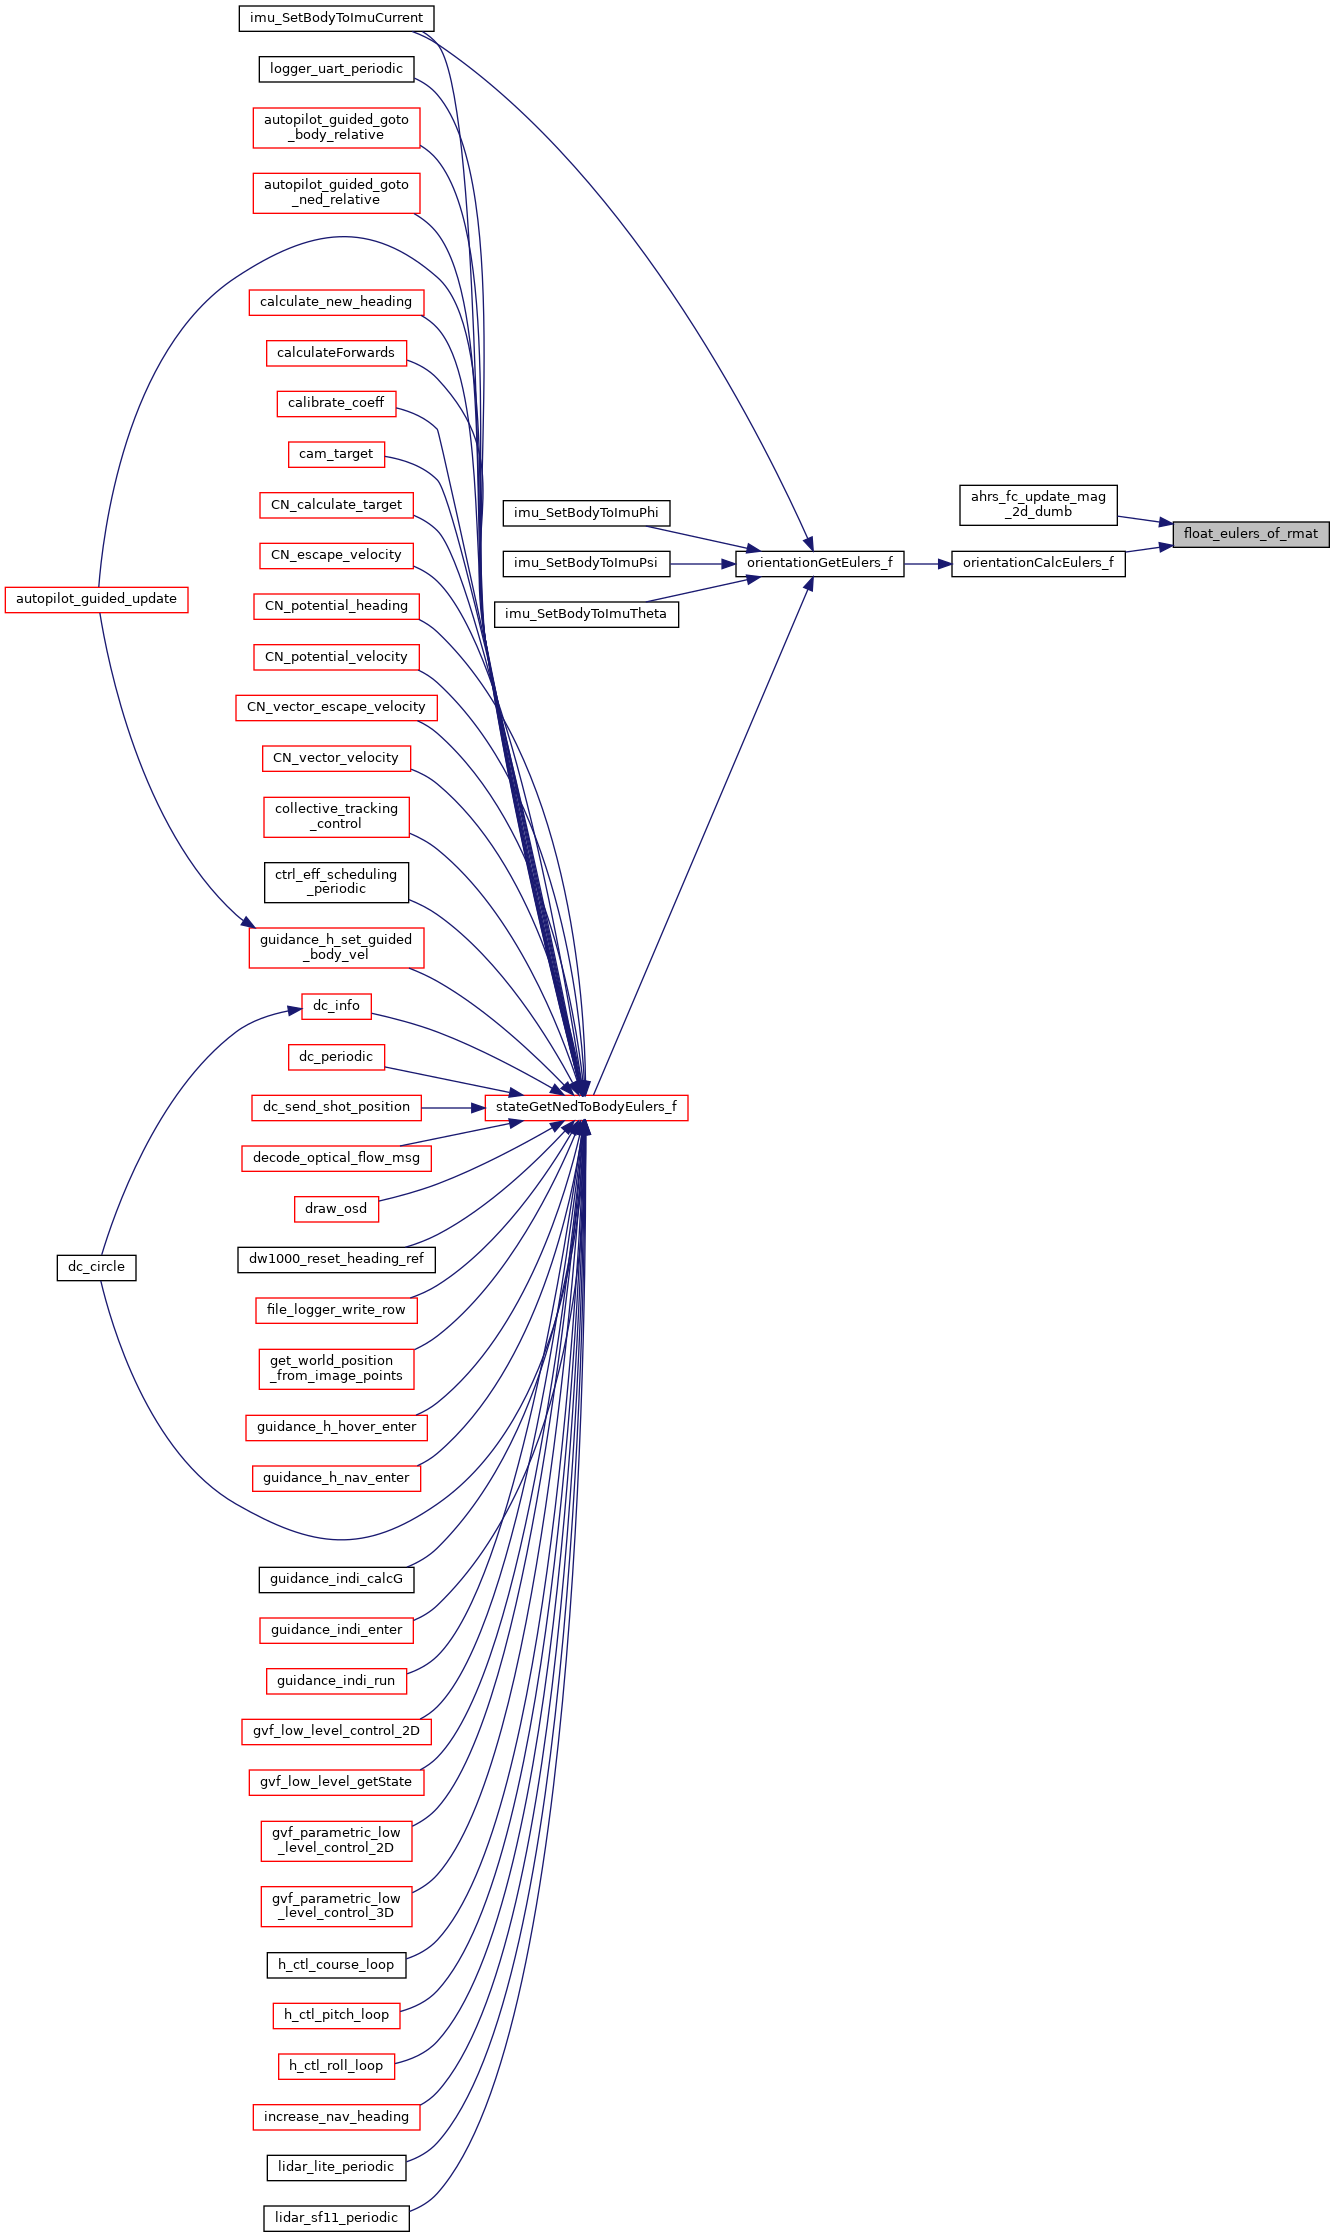 imu_SetBodyToImuCurrent
logger_uart_periodic
autopilot_guided_goto
_body_relative
autopilot_guided_goto
_ned_relative
calculate_new_heading
calculateForwards
calibrate_coeff
cam_target
CN_calculate_target
CN_escape_velocity
CN_potential_heading
CN_potential_velocity
CN_vector_escape_velocity
CN_vector_velocity
collective_tracking
_control
ctrl_eff_scheduling
_periodic
guidance_h_set_guided
_body_vel
dc_info
dc_periodic
dc_send_shot_position
decode_optical_flow_msg
draw_osd
dw1000_reset_heading_ref
file_logger_write_row
get_world_position
_from_image_points
guidance_h_hover_enter
guidance_h_nav_enter
guidance_indi_calcG
guidance_indi_enter
guidance_indi_run
gvf_low_level_control_2D
gvf_low_level_getState
gvf_parametric_low
_level_control_2D
gvf_parametric_low
_level_control_3D
h_ctl_course_loop
h_ctl_pitch_loop
h_ctl_roll_loop
increase_nav_heading
lidar_lite_periodic
lidar_sf11_periodic
autopilot_guided_update
dc_circle
imu_SetBodyToImuPhi
imu_SetBodyToImuPsi
imu_SetBodyToImuTheta
stateGetNedToBodyEulers_f
orientationGetEulers_f
ahrs_fc_update_mag
_2d_dumb
orientationCalcEulers_f
float_eulers_of_rmat